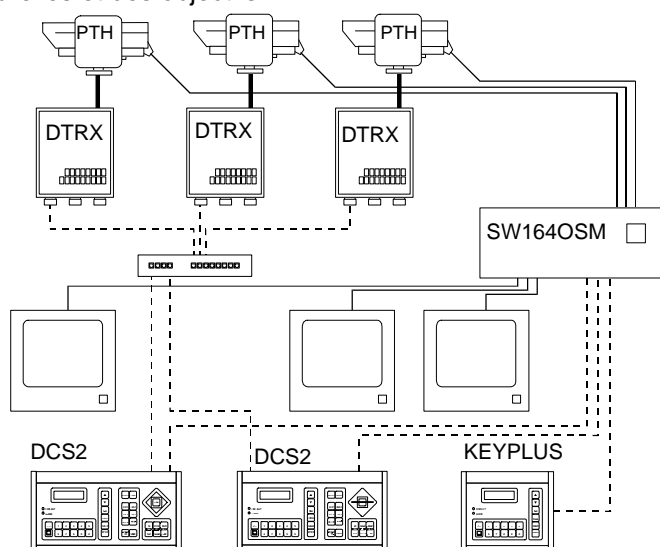 PTH
PTH
PTH
DTRX
DTRX
DTRX
SW164OSM
DCS2
DCS2
KEYPLUS